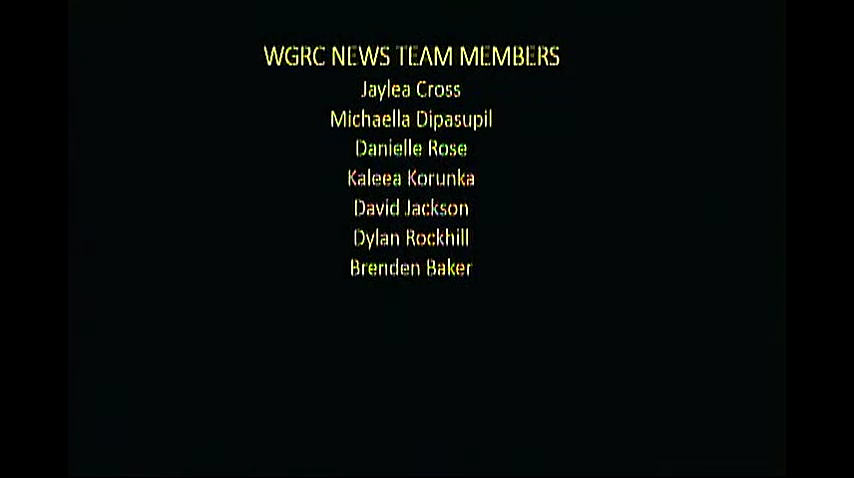 WGRC NEWS TEAM MEMBERS
Jaylea Cross
Michaella Dipasupil
Danielle Rose
Kaleea Korunka
David Jackson
Dylan Rockhill
Brenden Baker